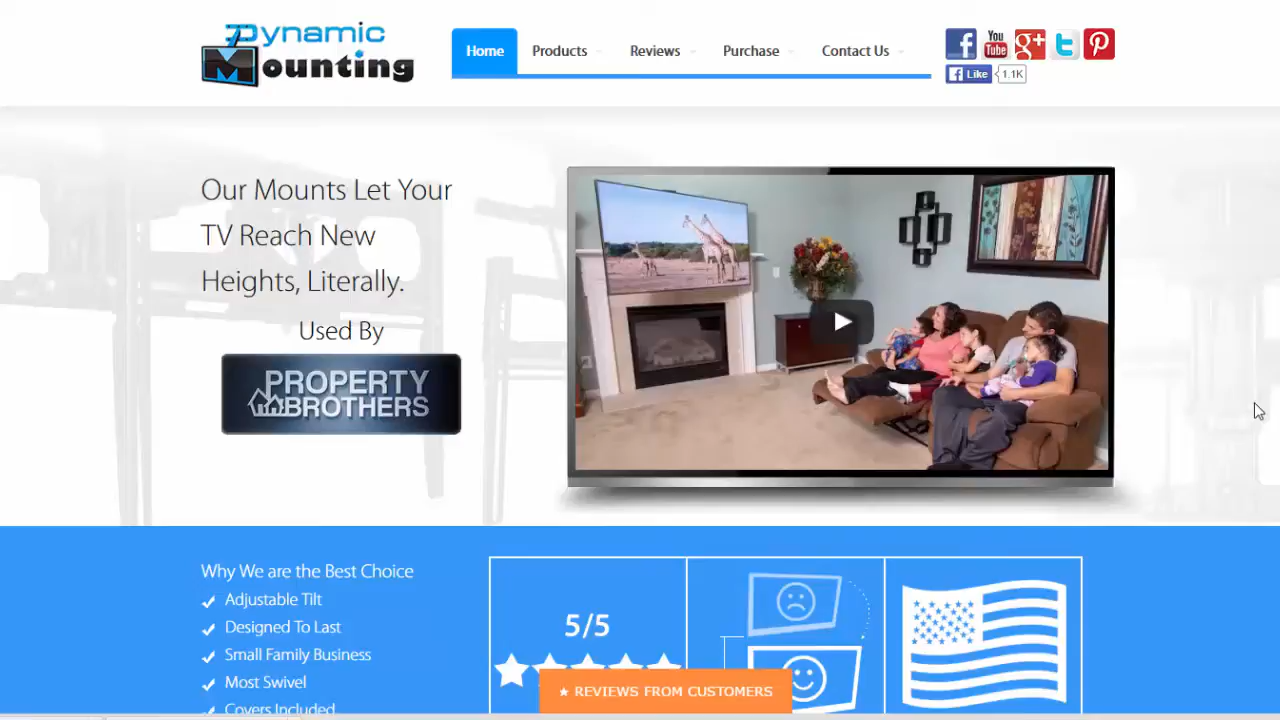 Dynamic
Mounting
Home
Products
Reviews
Purchase
Contact Us
f
You
Tube
g+
t
P
f Like
1.1K
Our Mounts Let Your
TV Reach New
Heights, Literally.
Used By
PROPERTY
BROTHERS
Why We are the Best Choice
Adjustable Tilt
Designed To Last
Small Family Business
Most Swivel
Covers Included
5/5
★ REVIEWS FROM CUSTOMERS